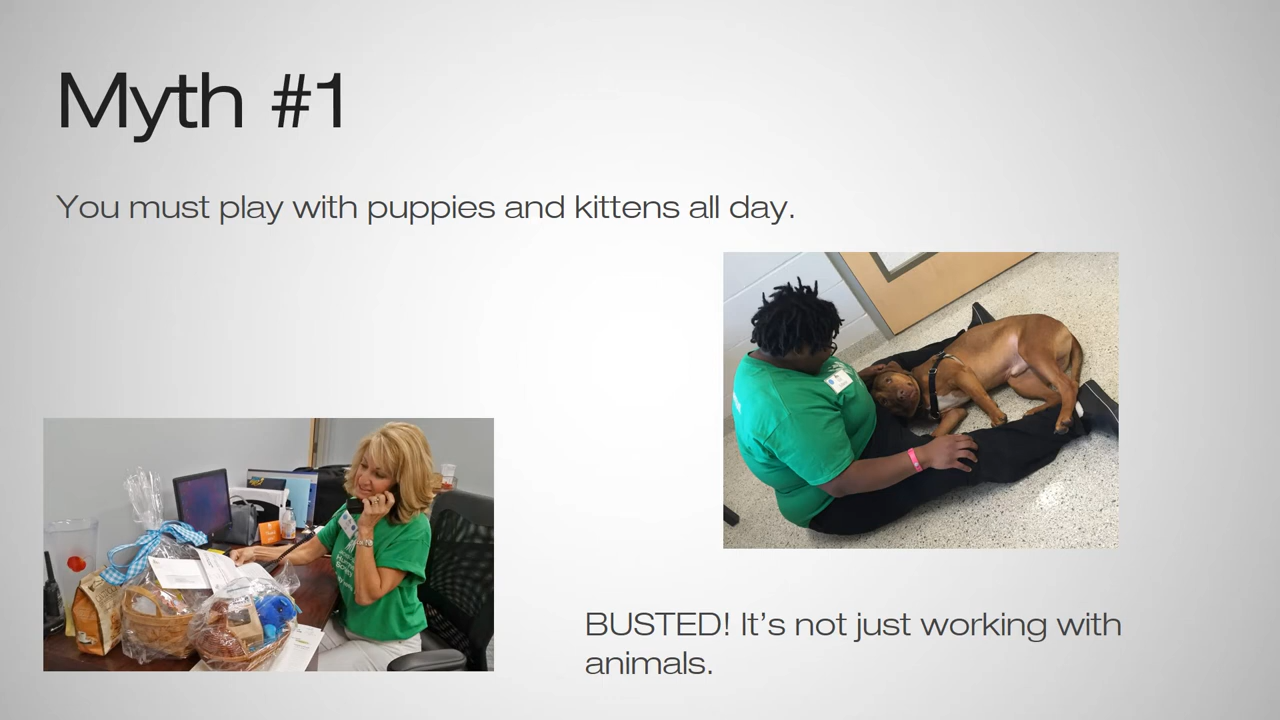 Myth #1
You must play with puppies and kittens all day.
BUSTED! It’s not just working with
animals.